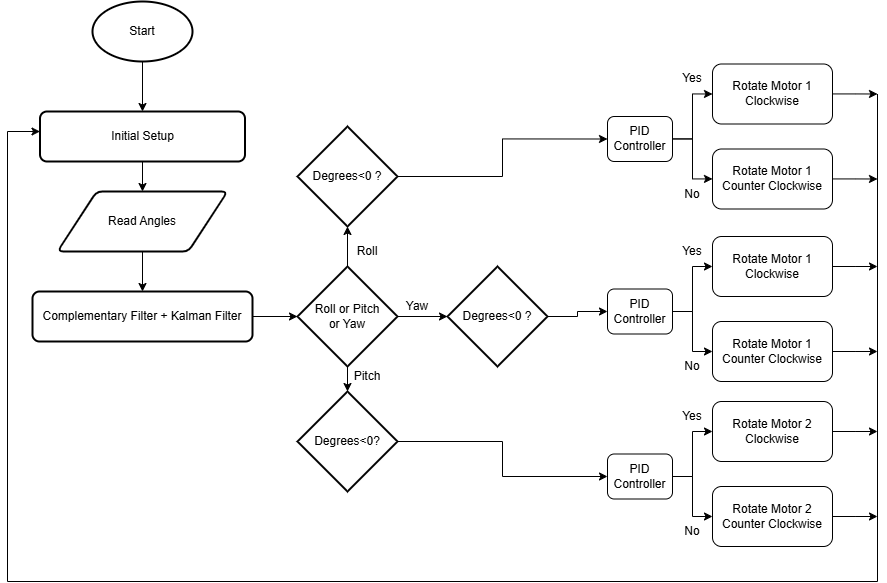 Start
Initial Setup
Read Angles
Complementary Filter + Kalman Filter
Roll or Pitch
or Yaw
Roll
Degrees<0 ?
PID
Controller
Yes
Rotate Motor 1
Clockwise
No
Rotate Motor 1
Counter Clockwise
Yaw
Degrees<0 ?
PID
Controller
Yes
Rotate Motor 1
Clockwise
No
Rotate Motor 1
Counter Clockwise
Pitch
Degrees<0?
PID
Controller
Yes
Rotate Motor 2
Clockwise
No
Rotate Motor 2
Counter Clockwise